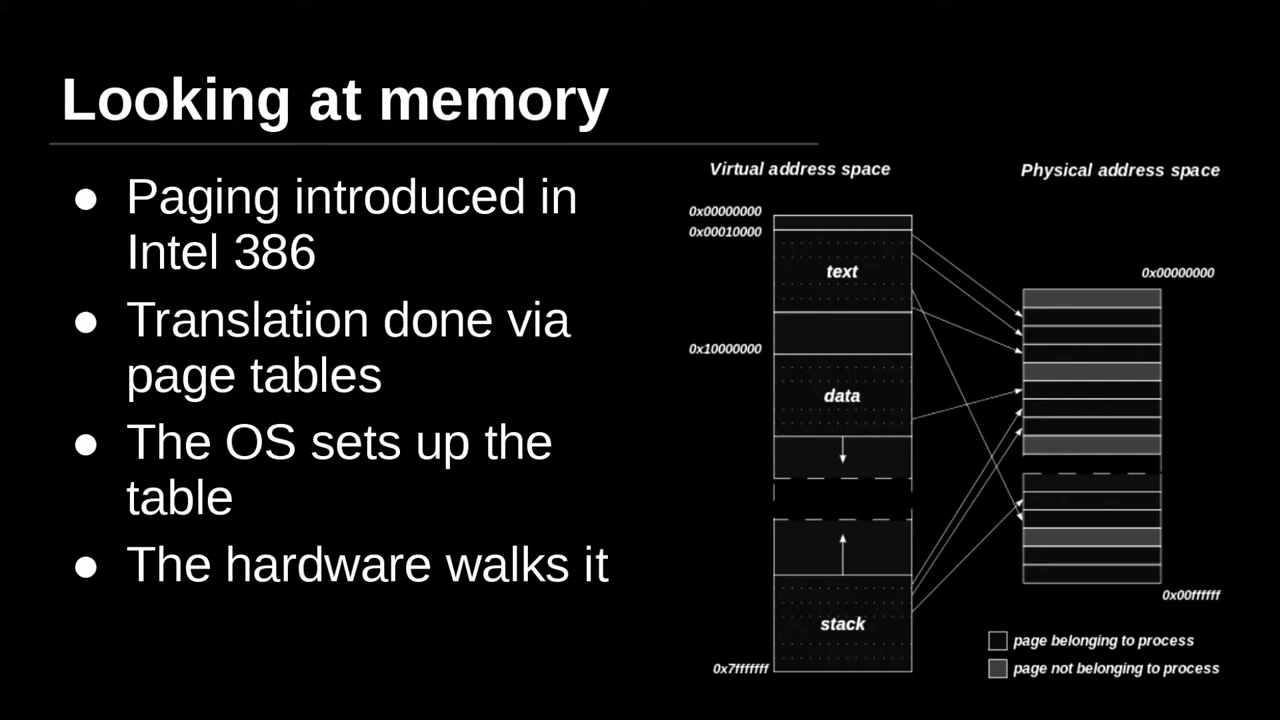 Looking at memory
● Paging introduced in
Intel 386
● Translation done via
page tables
● The OS sets up the
table
● The hardware walks it
Virtual address space
0x00000000
0x00010000
text
0x10000000
data
stack
0x7fffffff
Physical address space
0x00000000
0x00ffffff
page belonging to process
page not belonging to process